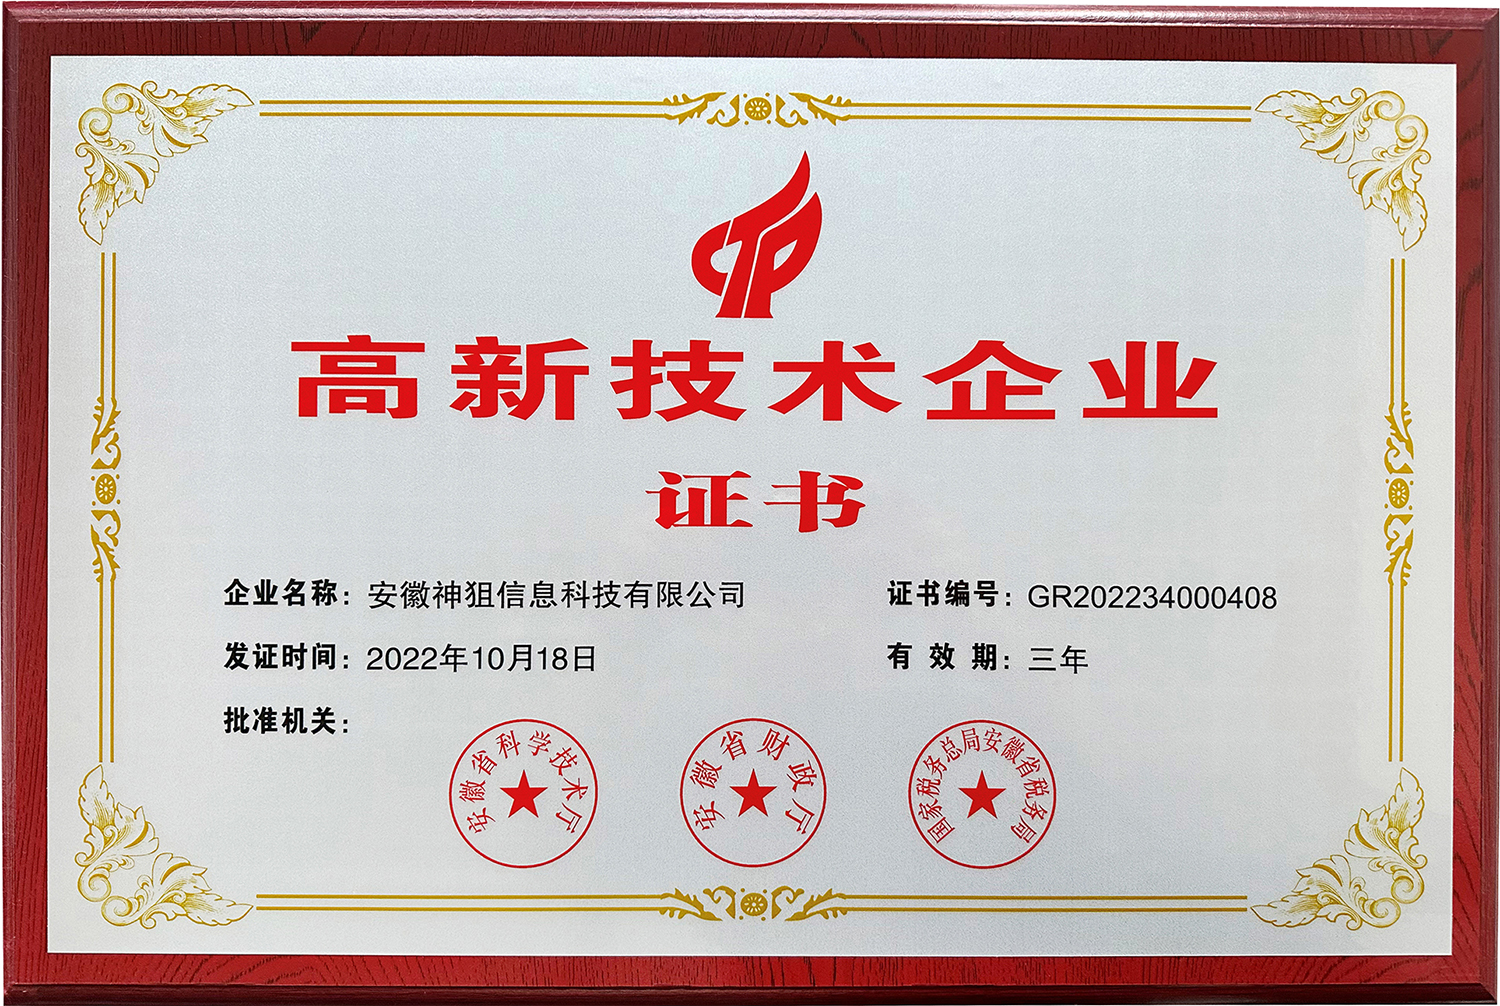 高新技术企业
证书
企业名称：安徽神狙信息科技有限公司
证书编号：GR202234000408
发证时间：2022年10月18日
有效期：三年
批准机关：
安徽省科学技术厅
安徽省财政厅
国家税务总局安徽省税务局